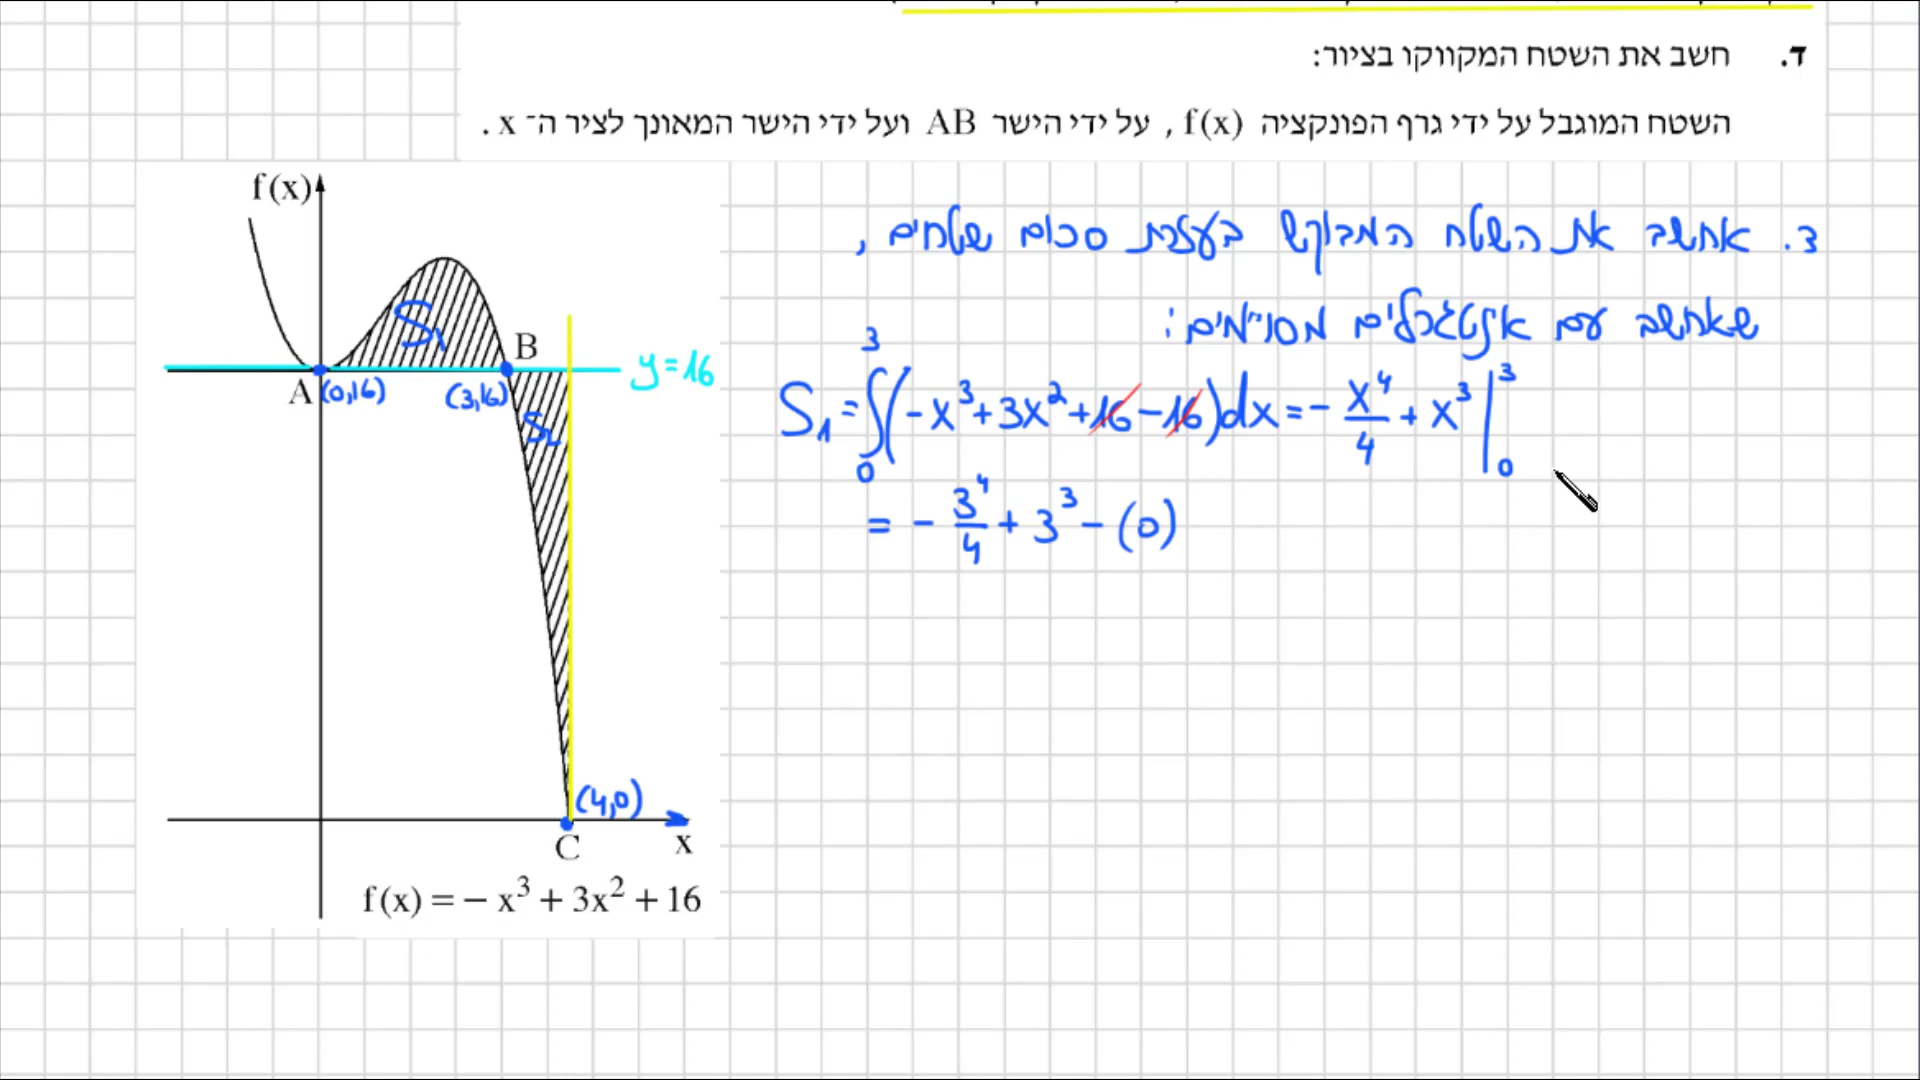 ד. חשב את השטח המקווקו בציור:
השטח המוגבל על ידי גרף הפונקציה f(x) , על ידי הישר AB ועל ידי הישר המאונך לציר ה־ x .
ד. אחשב את השטח המבוקש בעזרת סכום שטחים,
שאחשב עם אינטגרלים מסויימים:
S₁ = ∫₀³(-x³+3x²+16-16)dx = -x⁴/4 + x³ |₀³
= -3⁴/4 + 3³ - (0)
f(x)
S₁
B
y=16
A (0,16) (3,16)
S₂
(4,0)
C x
f(x) = − x³ + 3x² + 16